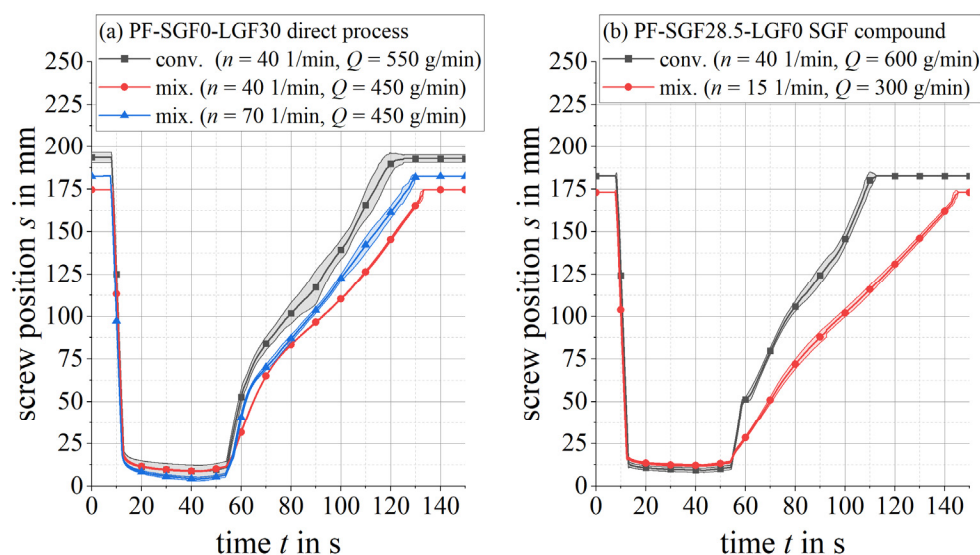 (a) PF-SGF0-LGF30 direct process
conv. (n = 40 1/min, Q = 550 g/min)
mix. (n = 40 1/min, Q = 450 g/min)
mix. (n = 70 1/min, Q = 450 g/min)
screw position s in mm
250
225
200
175
150
125
100
75
50
25
0
0 20 40 60 80 100 120 140
time t in s
(b) PF-SGF28.5-LGF0 SGF compound
conv. (n = 40 1/min, Q = 600 g/min)
mix. (n = 15 1/min, Q = 300 g/min)
screw position s in mm
250
225
200
175
150
125
100
75
50
25
0
0 20 40 60 80 100 120 140
time t in s